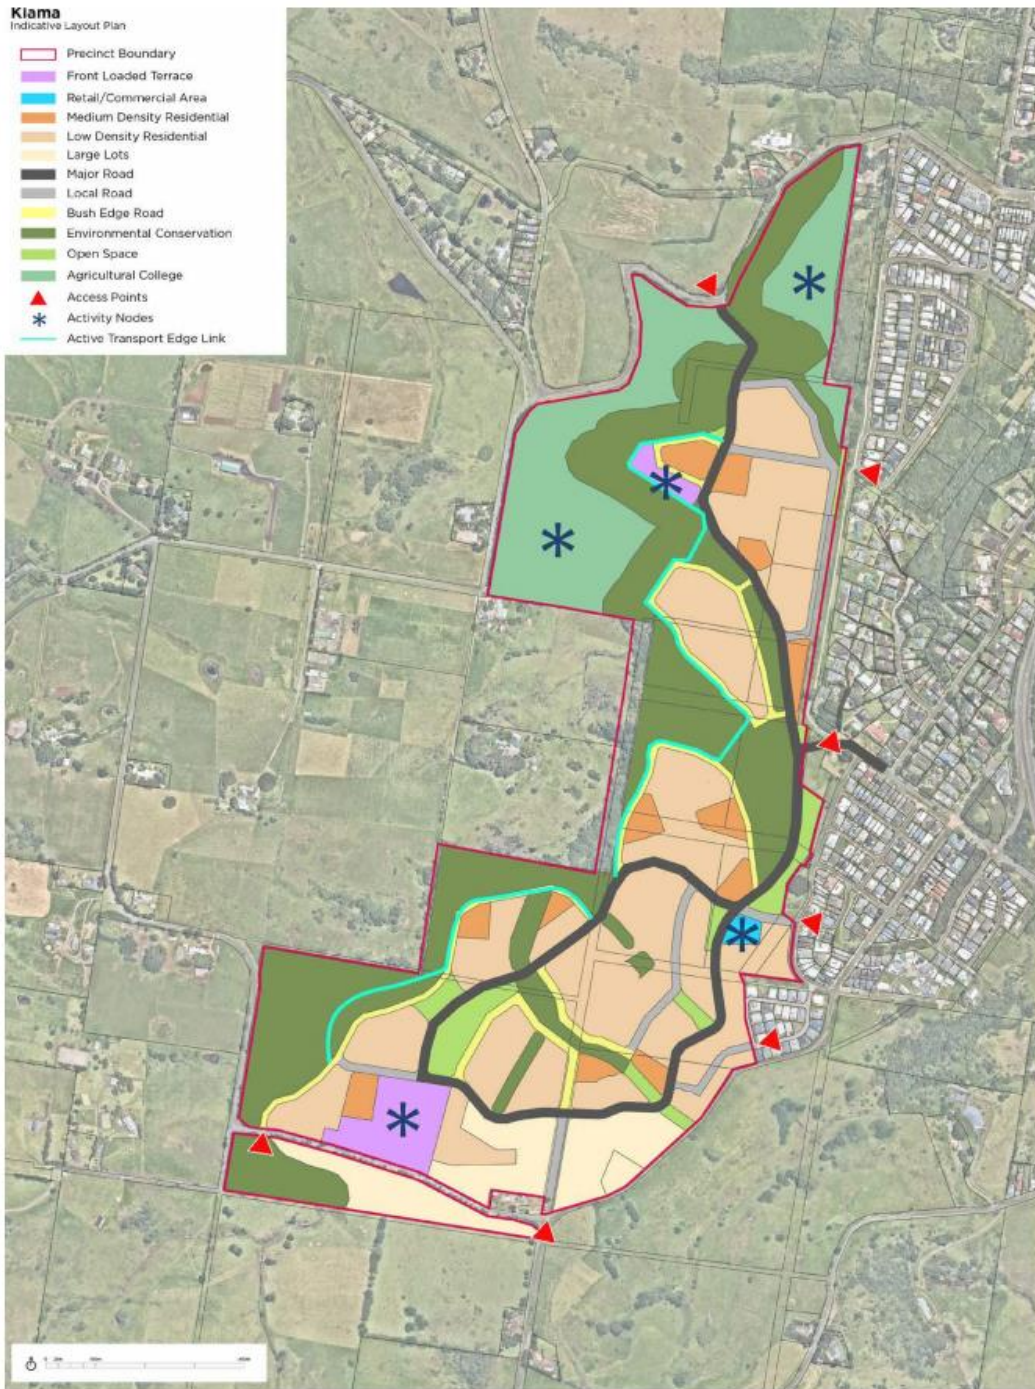 Kiama
Indicative Layout Plan
Precinct Boundary
Front Loaded Terrace
Retail/Commercial Area
Medium Density Residential
Low Density Residential
Large Lots
Major Road
Local Road
Bush Edge Road
Environmental Conservation
Open Space
Agricultural College
Access Points
Activity Nodes
Active Transport Edge Link